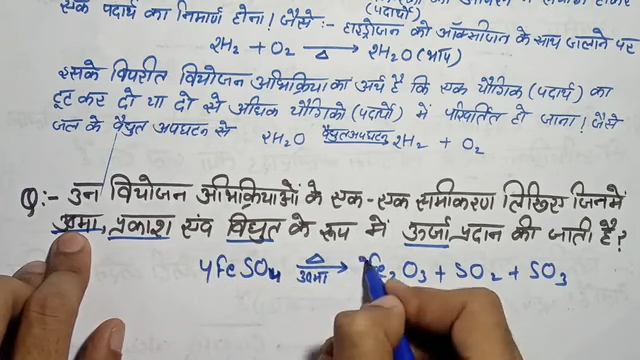 एक पदार्थ का निर्माण होना! जैसे:- हाइड्रोजन को ऑक्सीजन के साथ जलाने पर
(पदार्थो)
2H₂ + O₂ →△ 2H₂O (भाप)
इसके विपरीत वियोजन अभिक्रिया का अर्थ है कि एक यौगिक (पदार्थ) का
टूट कर दो या दो से अधिक यौगिको (पदार्थो) में परिवर्तित हो जाना! जैसे
जल के वैधुत अपघटन से 2H₂O वैधुतअपघटन 2H₂ + O₂
Q:- उन वियोजन अभिक्रियाओं के एक-एक समीकरण लिखिए जिनमें
ऊष्मा, प्रकाश एवं विधुत के रूप में ऊर्जा प्रदान की जाती है?
4FeSO₄ △→ऊष्मा Fe₂O₃ + SO₂ + SO₃